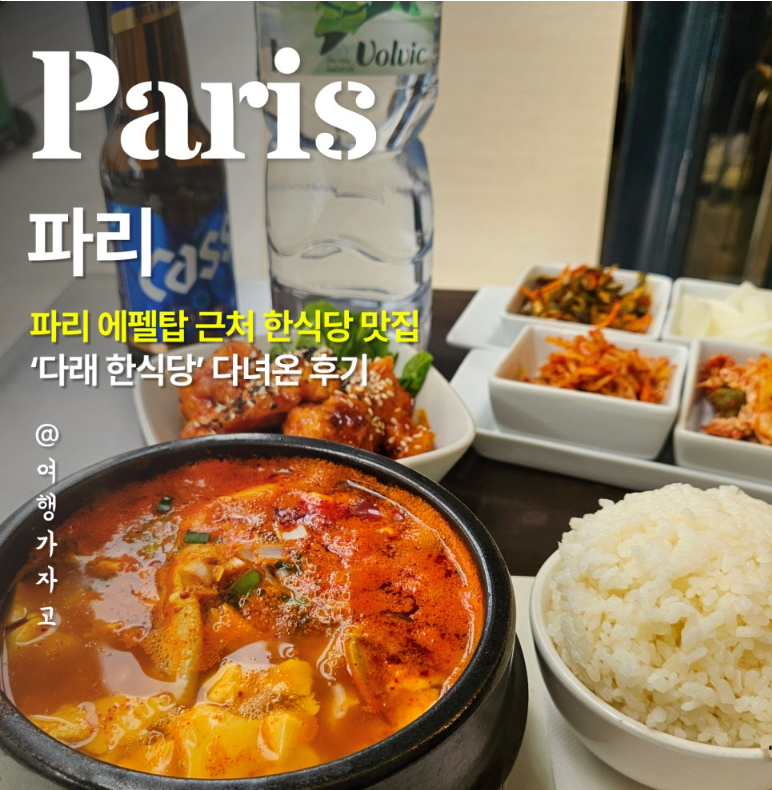 Paris
Volvic
파리
cass
파리 에펠탑 근처 한식당 맛집
‘다래 한식당’ 다녀온 후기
@여행가자고